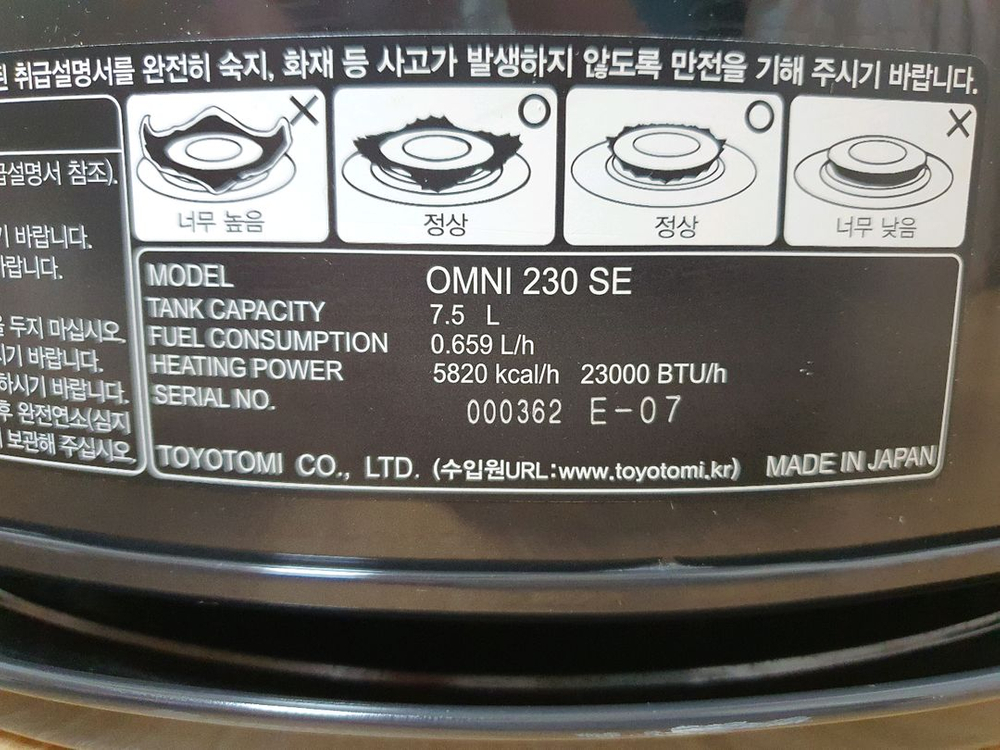 취급설명서를 완전히 숙지, 화재 등 사고가 발생하지 않도록 만전을 기해 주시기 바랍니다.
급설명서 참조).
기 바랍니다.
바랍니다.
을 두지 마십시오.
시기 바랍니다.
하시기 바랍니다.
후 완전연소(심지
보관해 주십시오
너무 높음
정상
정상
너무 낮음
MODEL OMNI 230 SE
TANK CAPACITY 7.5 L
FUEL CONSUMPTION 0.659 L/h
HEATING POWER 5820 kcal/h 23000 BTU/h
SERIAL NO. 000362 E-07
TOYOTOMI CO., LTD. (수입원URL:www.toyotomi.kr) MADE IN JAPAN